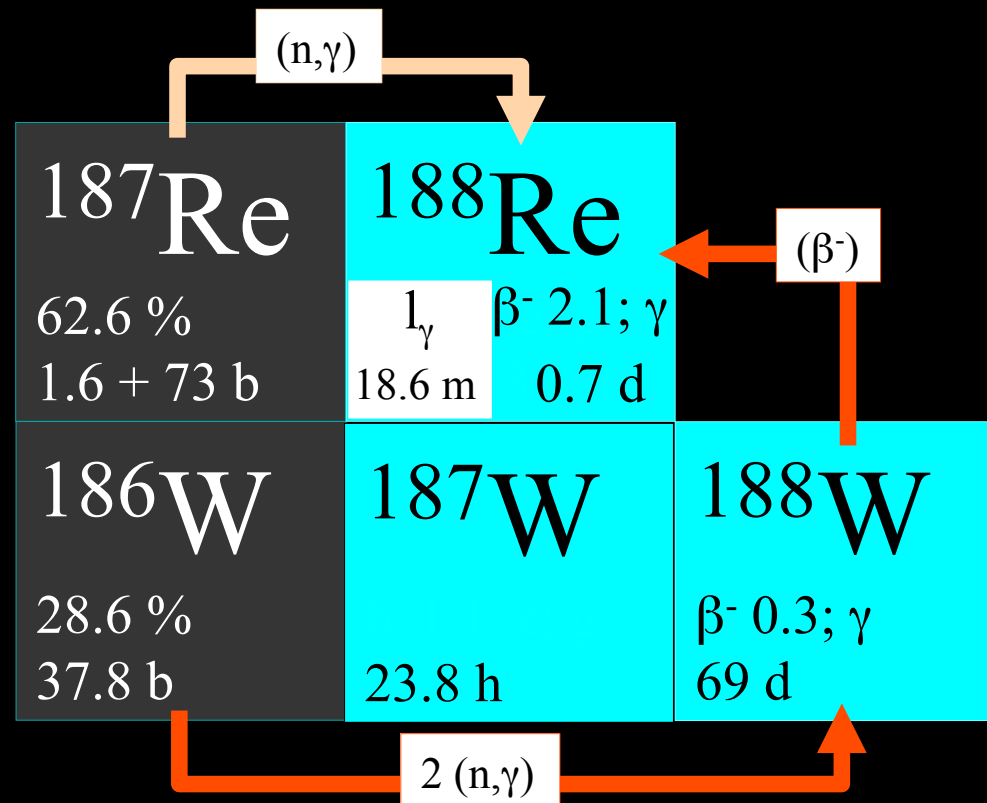 (n,γ)
¹⁸⁷Re
62.6 %
1.6 + 73 b
¹⁸⁸Re
lᵧ
18.6 m
β⁻ 2.1; γ
0.7 d
(β⁻)
¹⁸⁶W
28.6 %
37.8 b
¹⁸⁷W
23.8 h
¹⁸⁸W
β⁻ 0.3; γ
69 d
2 (n,γ)